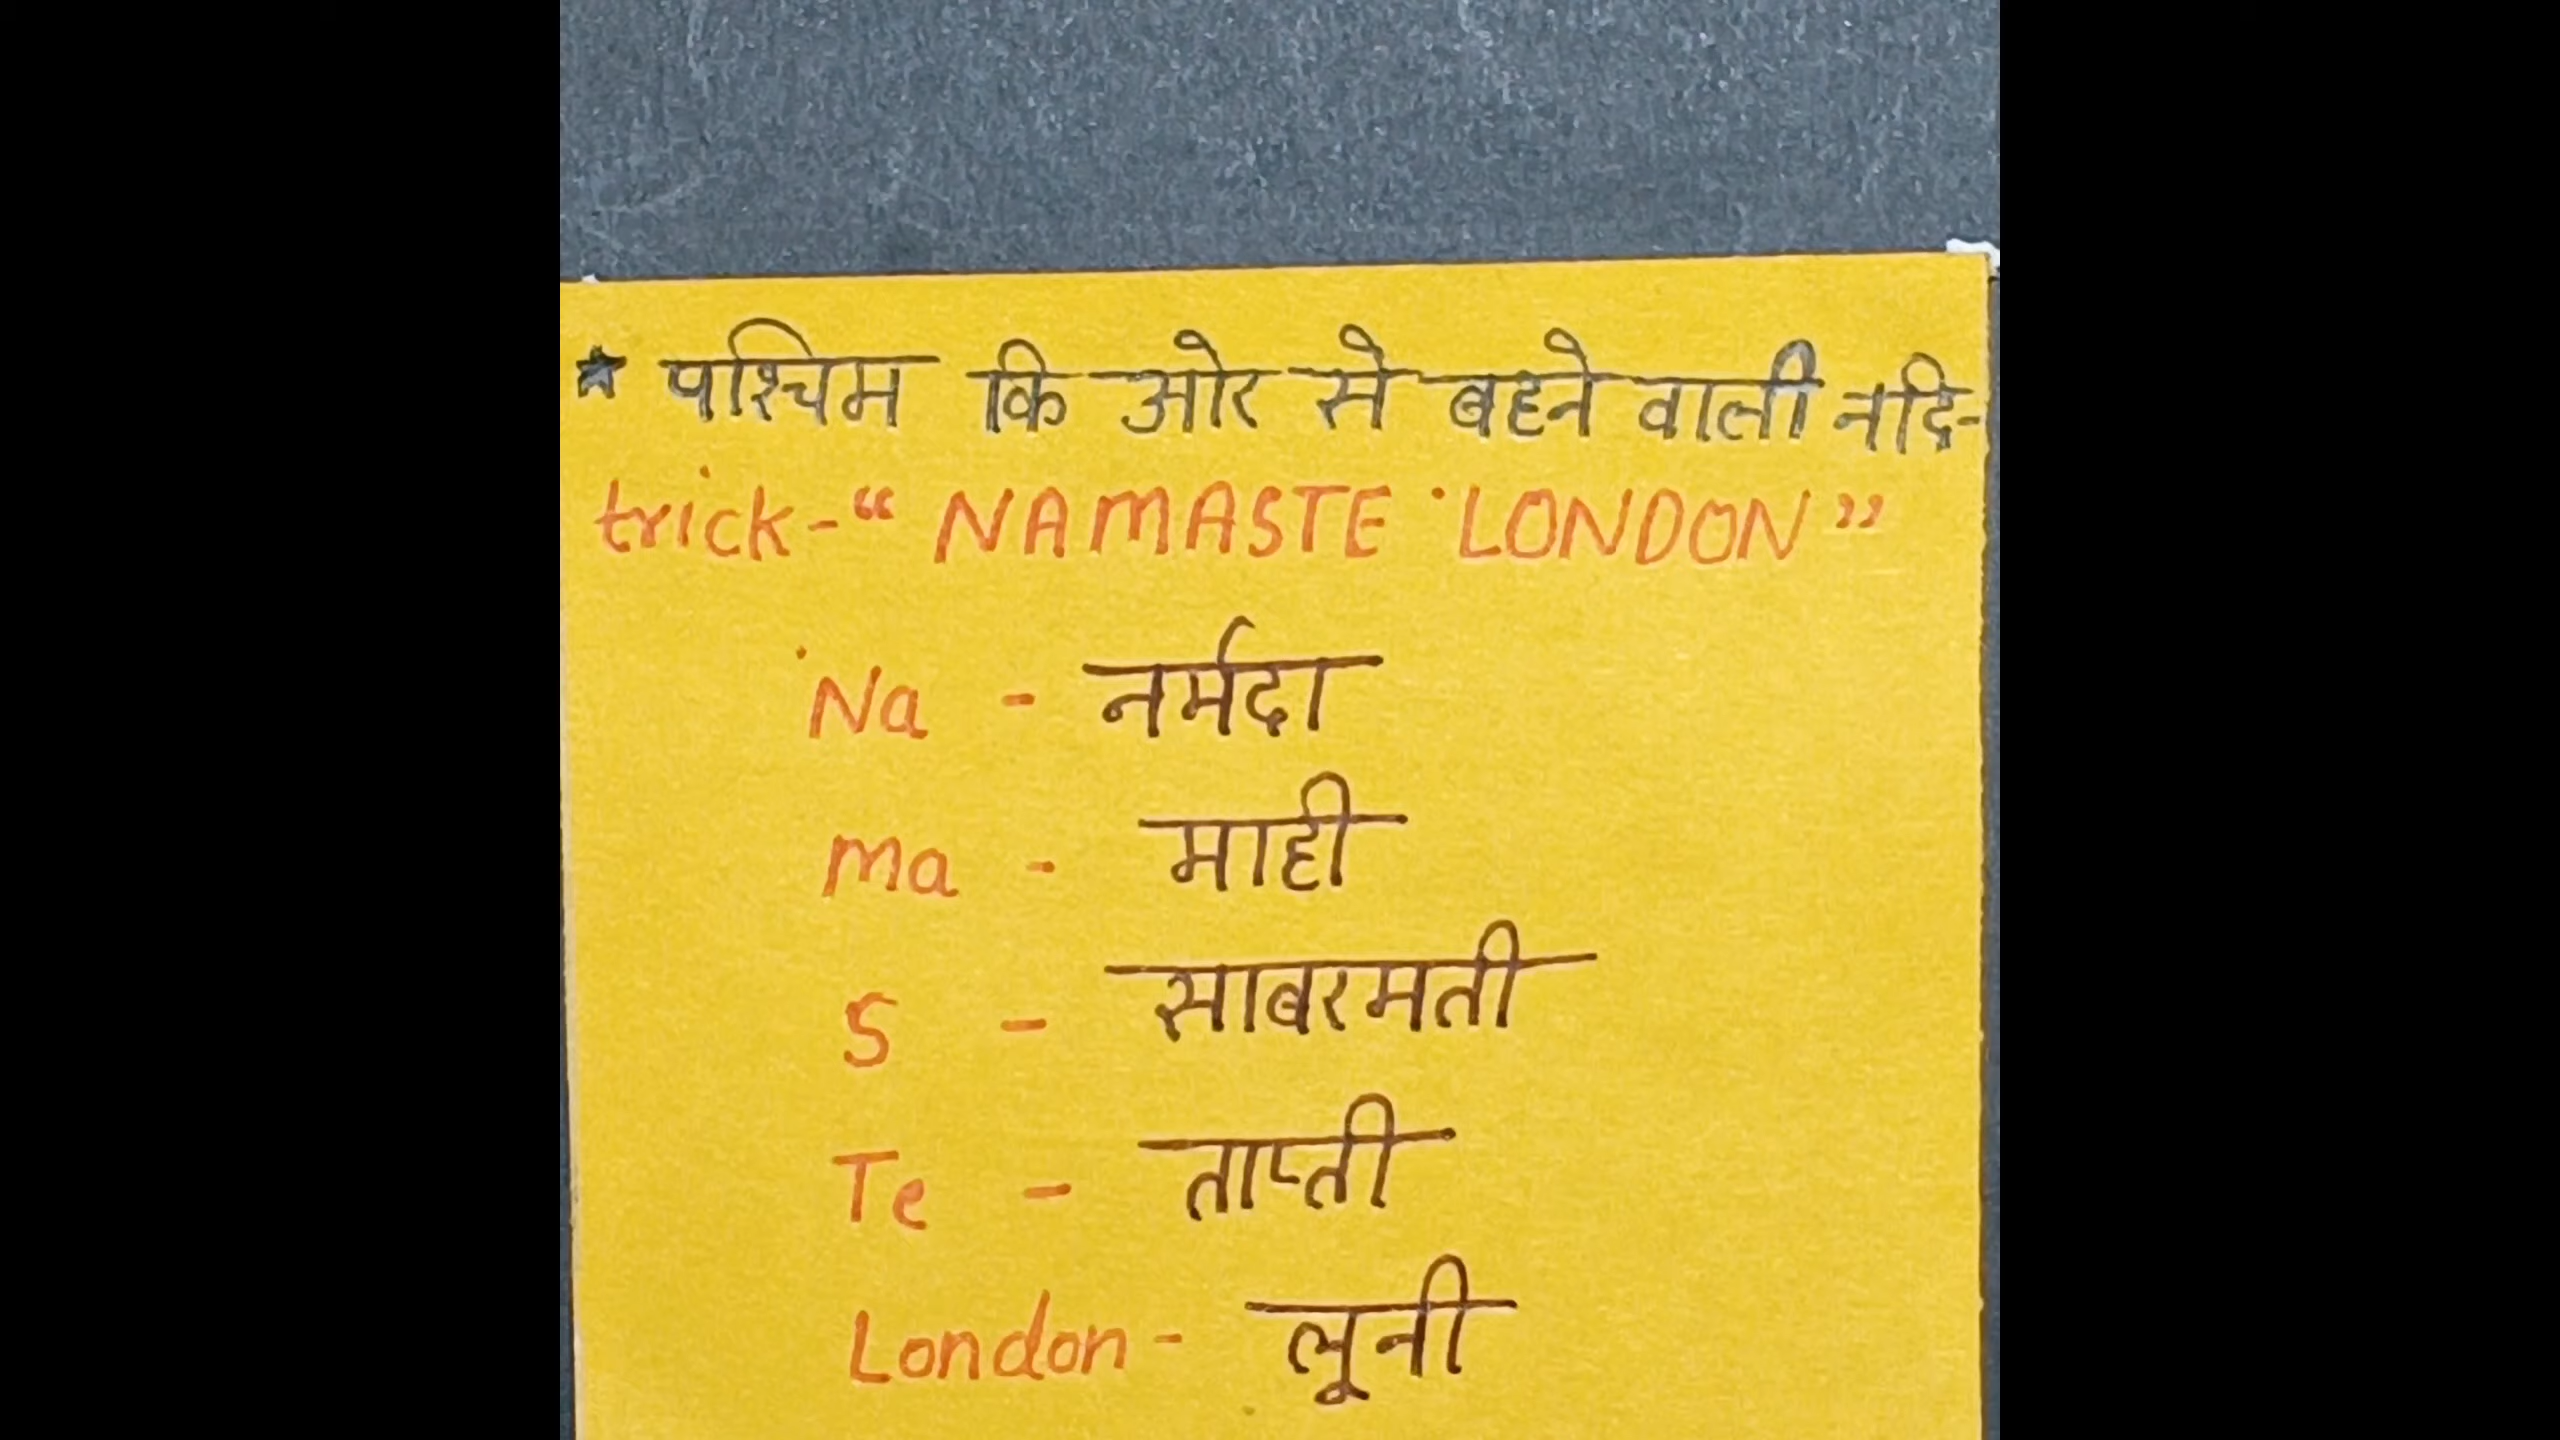 * पश्चिम कि ओर से बहने वाली नदि-
trick-“ NAMASTE LONDON”
Na - नर्मदा
Ma - माही
S - साबरमती
Te - ताप्ती
London - लूनी